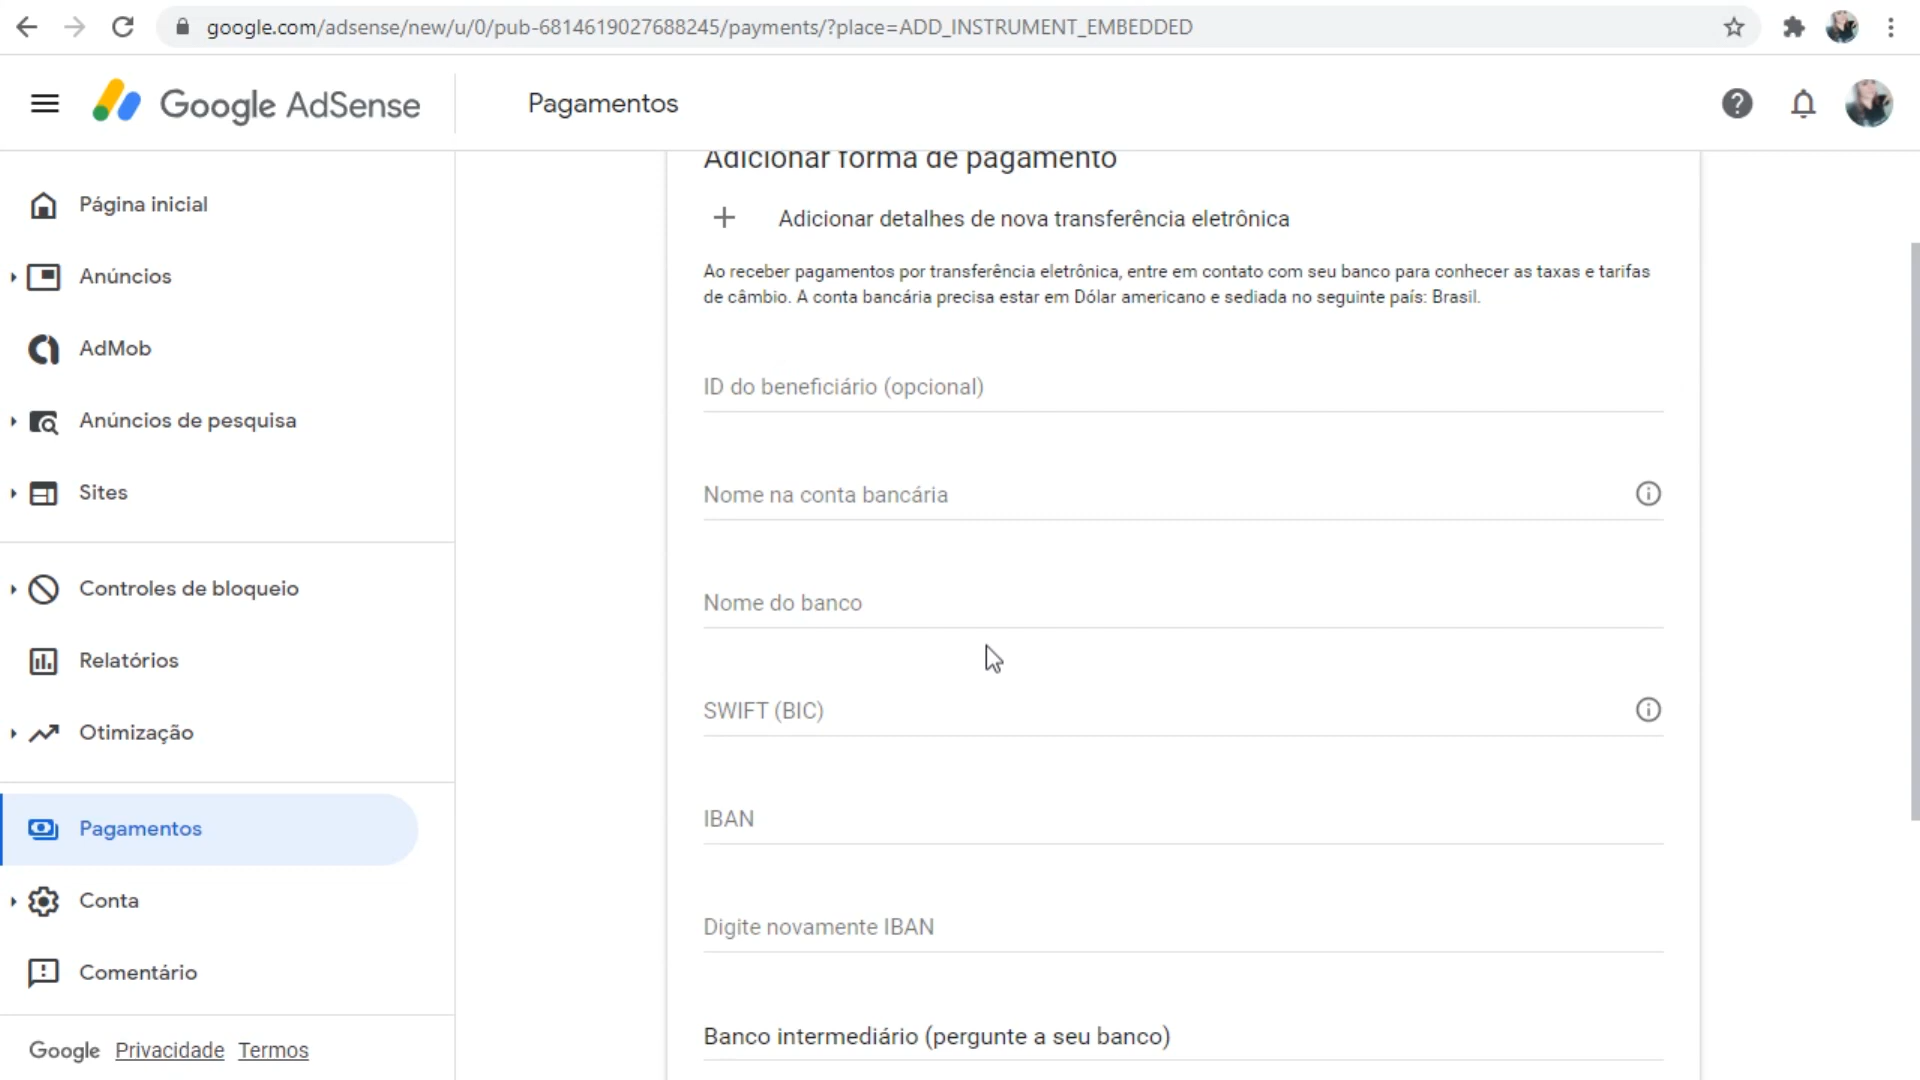 google.com/adsense/new/u/0/pub-6814619027688245/payments/?place=ADD_INSTRUMENT_EMBEDDED
Google AdSense
Pagamentos
Página inicial
Anúncios
AdMob
Anúncios de pesquisa
Sites
Controles de bloqueio
Relatórios
Otimização
Pagamentos
Conta
Comentário
Google Privacidade Termos
Adicionar forma de pagamento
Adicionar detalhes de nova transferência eletrônica
Ao receber pagamentos por transferência eletrônica, entre em contato com seu banco para conhecer as taxas e tarifas
de câmbio. A conta bancária precisa estar em Dólar americano e sediada no seguinte país: Brasil.
ID do beneficiário (opcional)
Nome na conta bancária
Nome do banco
SWIFT (BIC)
IBAN
Digite novamente IBAN
Banco intermediário (pergunte a seu banco)